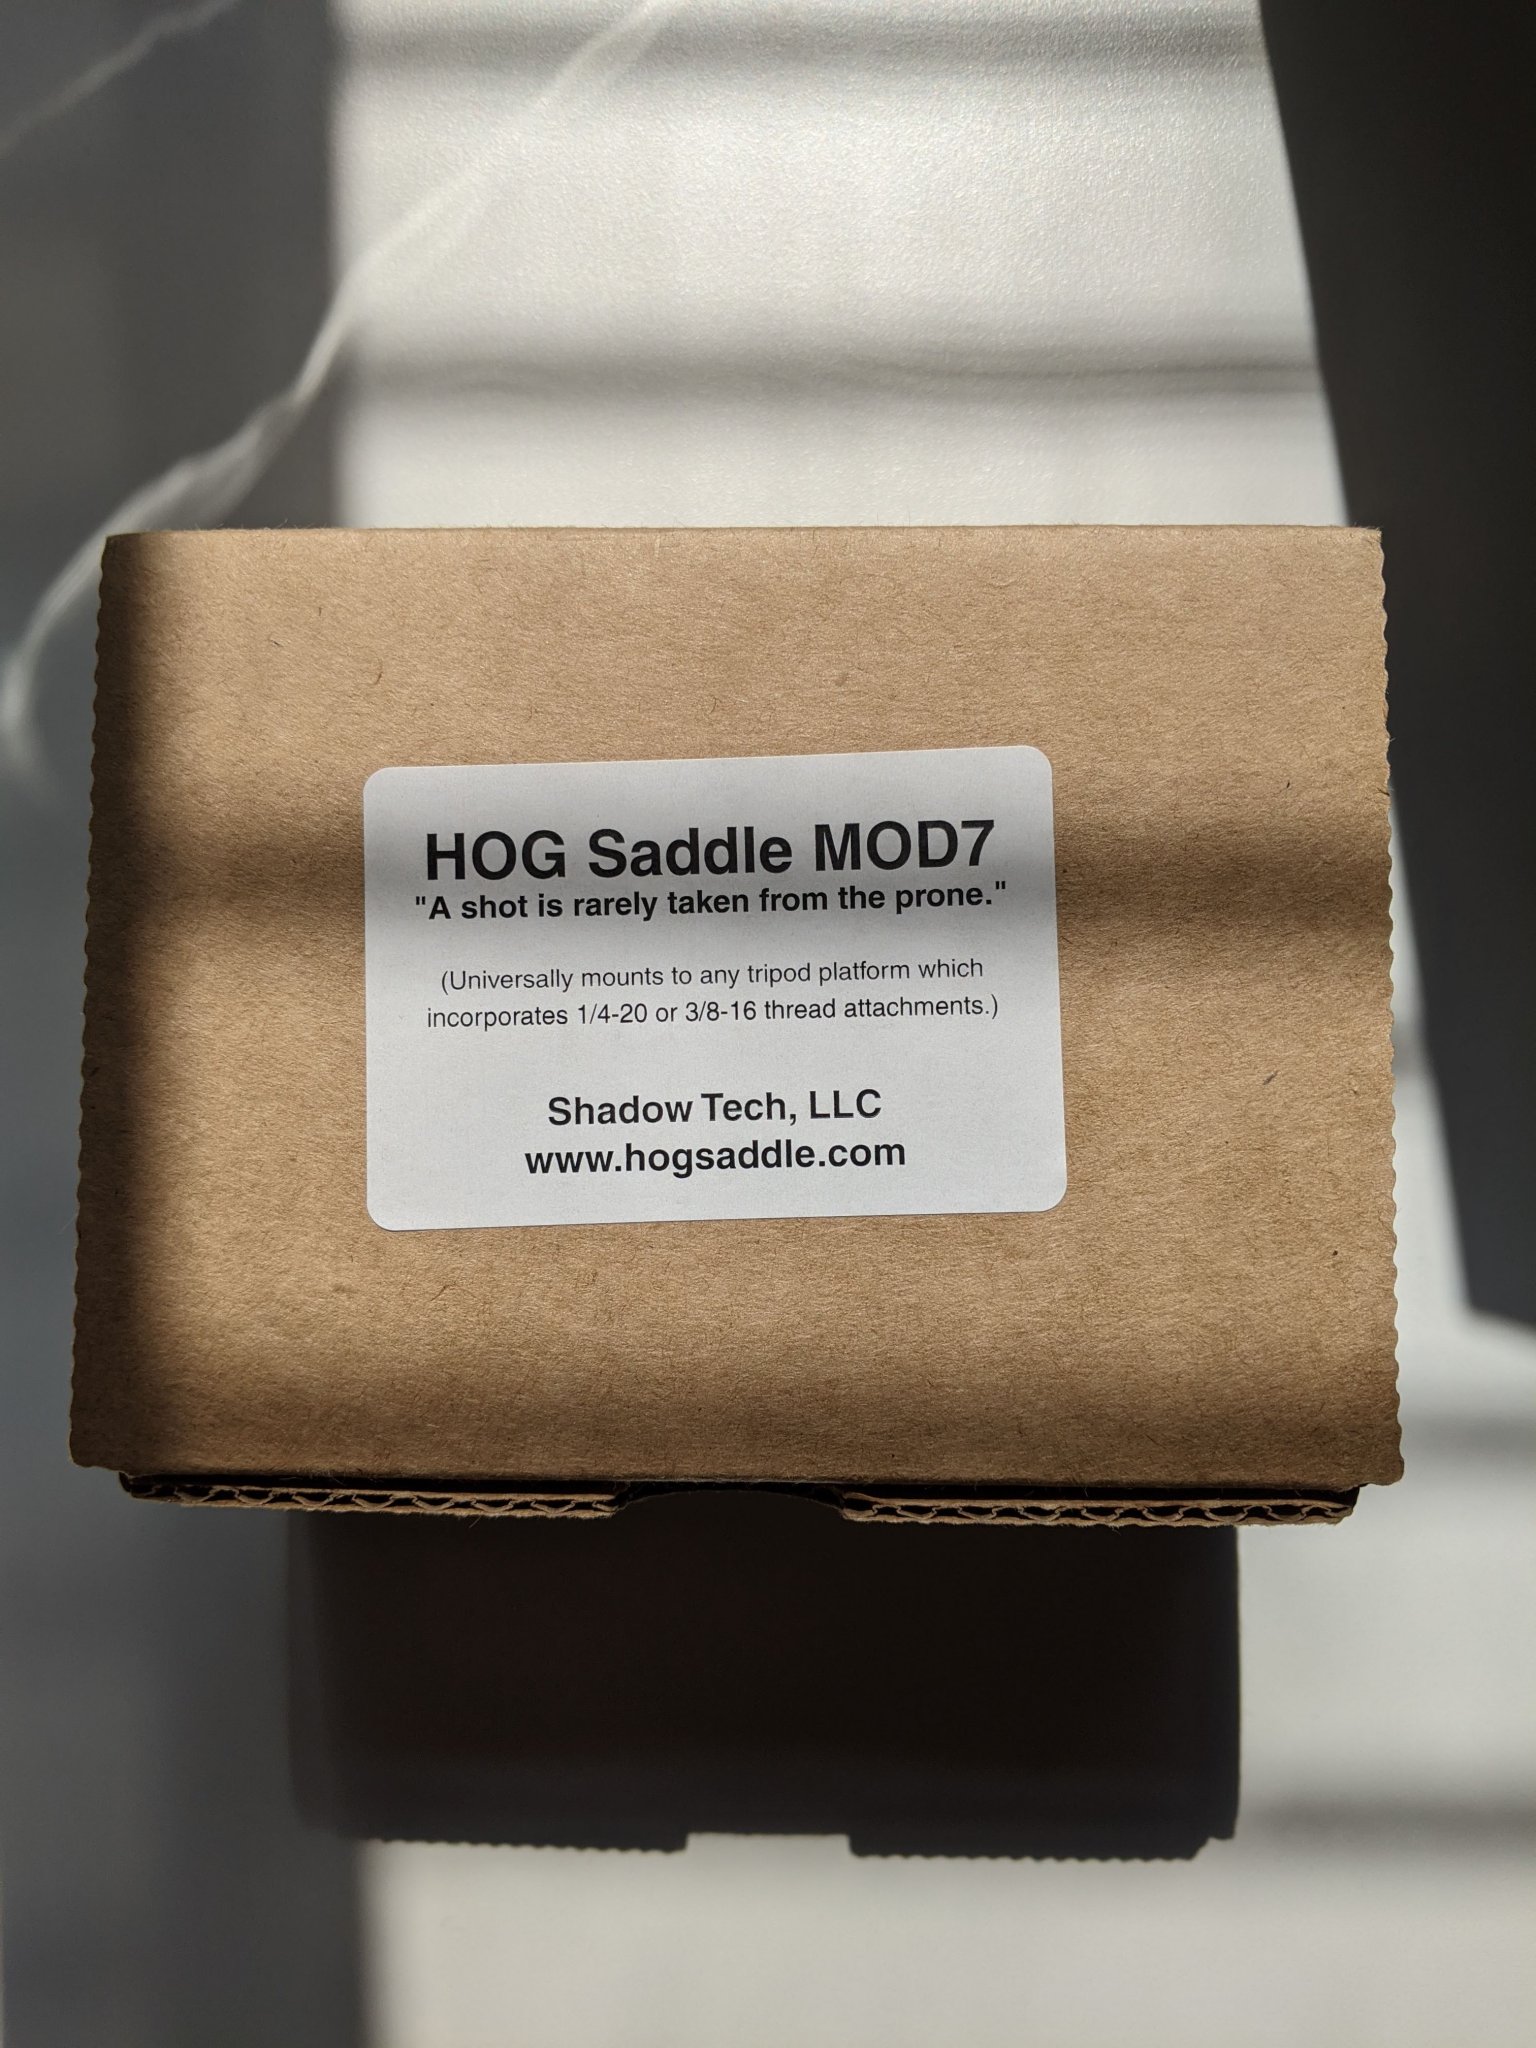 HOG Saddle MOD7
"A shot is rarely taken from the prone."
(Universally mounts to any tripod platform which
incorporates 1/4-20 or 3/8-16 thread attachments.)
Shadow Tech, LLC
www.hogsaddle.com